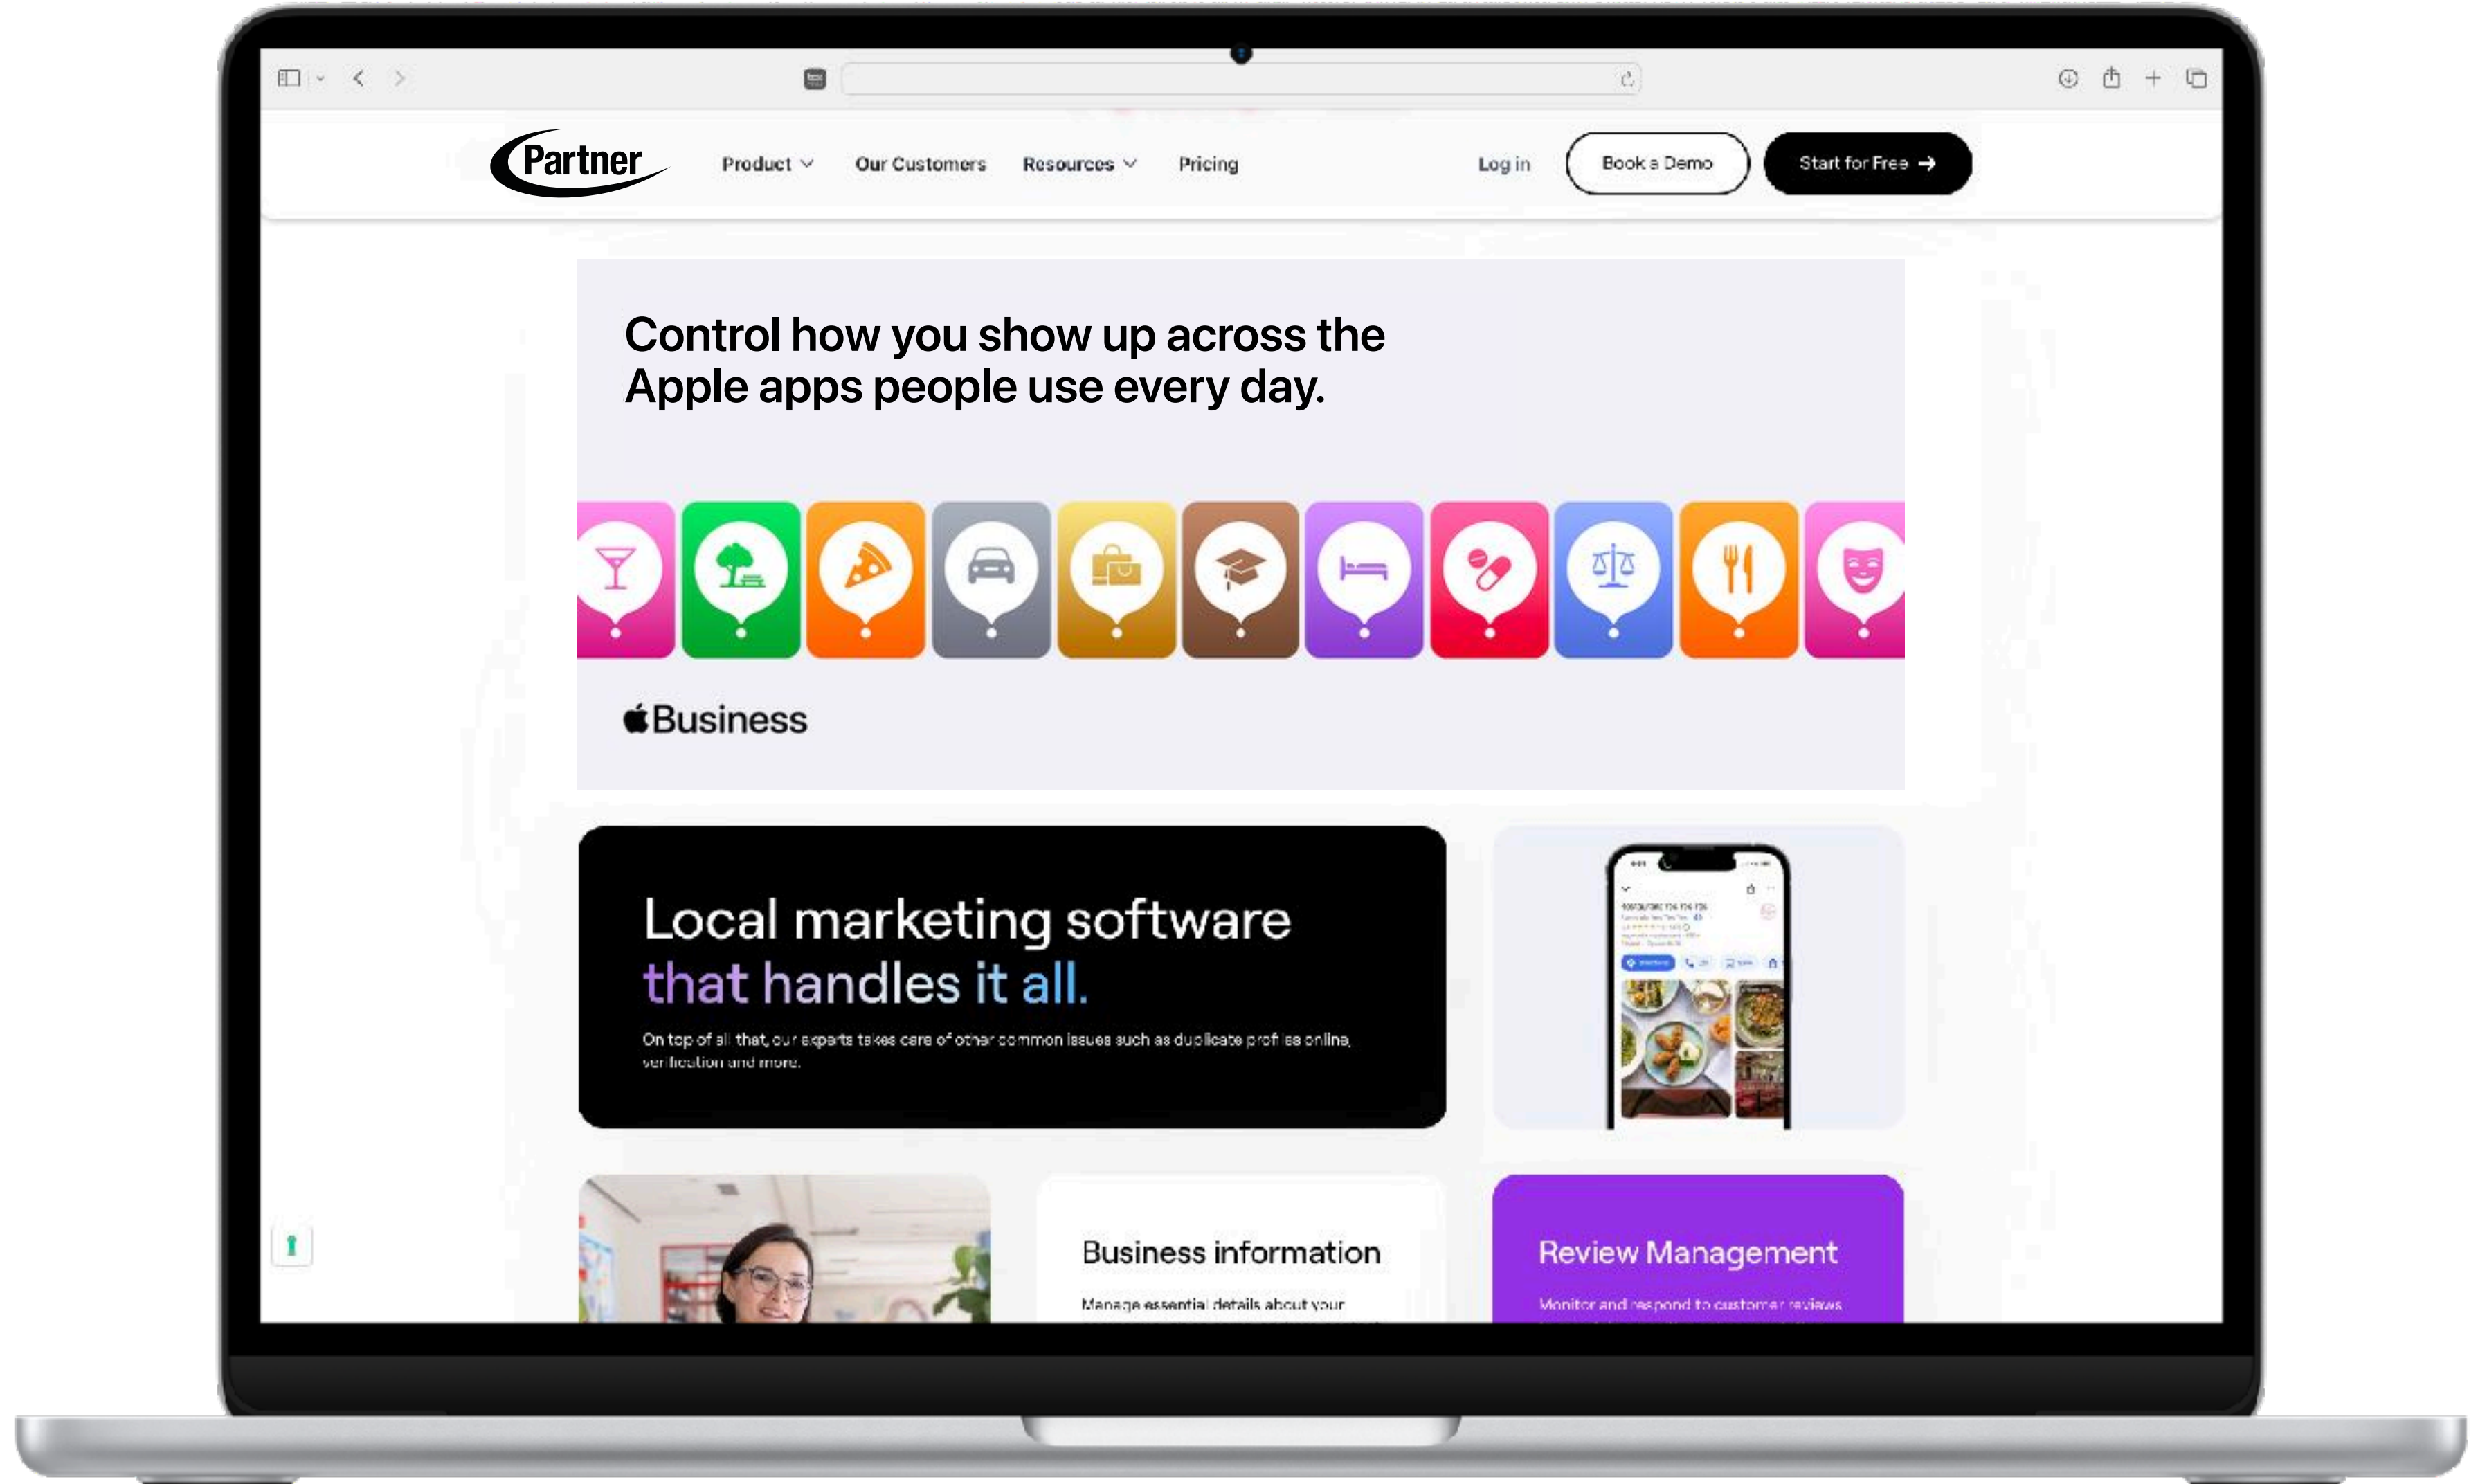 Partner
Product
Our Customers
Resources
Pricing
Log in
Book a Demo
Start for Free →
Control how you show up across the
Apple apps people use every day.
Business
Local marketing software
that handles it all.
On top of all that, our experts takes care of other common issues such as duplicate profiles online,
verification and more.
Business information
Manage essential details about your
Review Management
Monitor and respond to customer reviews